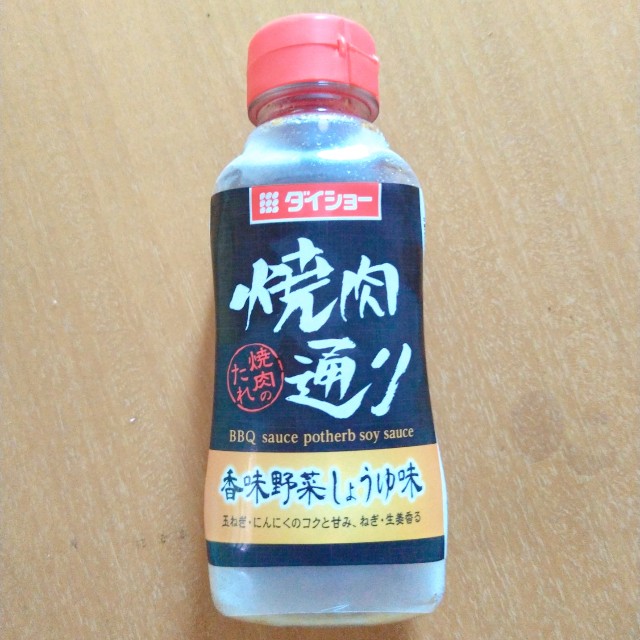 ダイショー
焼肉
通り
焼肉の
たれ
BBQ sauce potherb soy sauce
香味野菜しょうゆ味
玉ねぎ・にんにくのコクと甘み、ねぎ・生姜香る